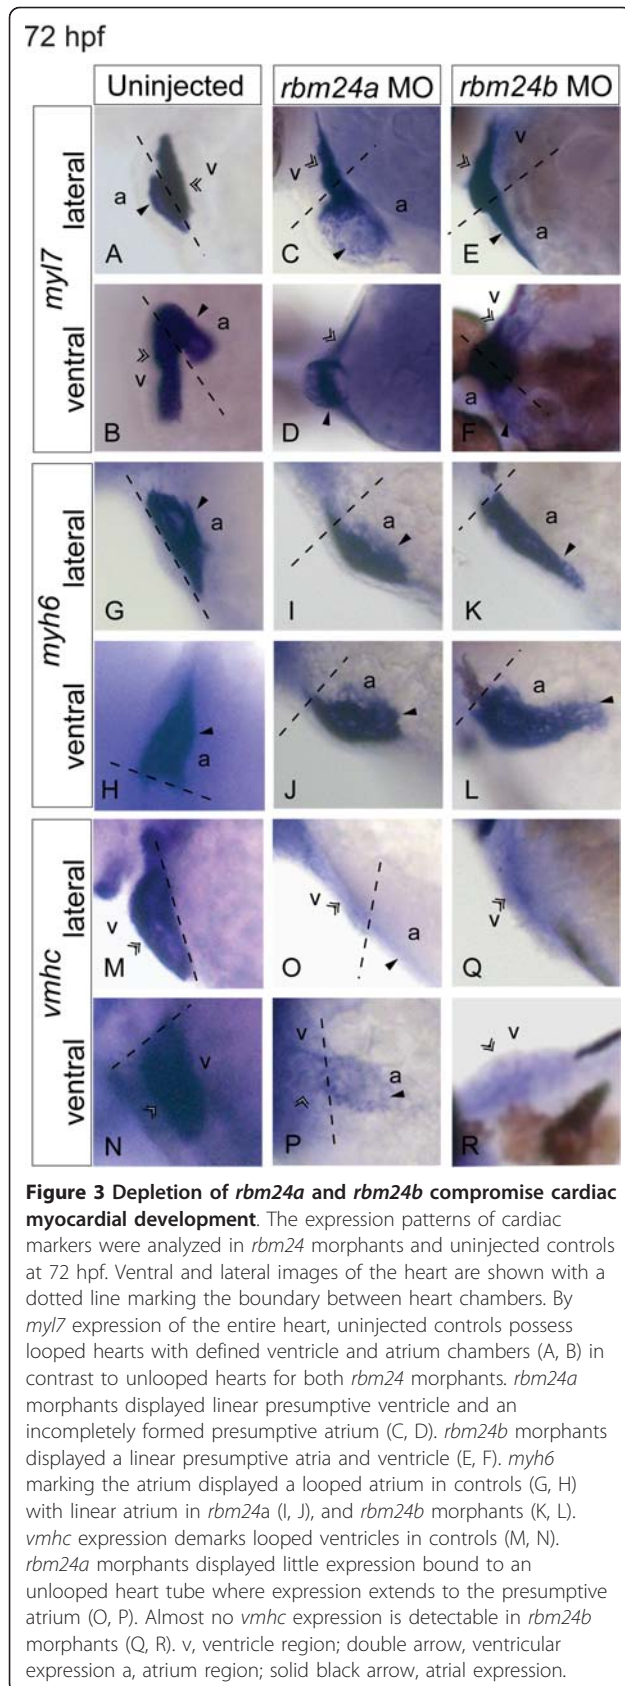 72 hpf
Uninjected
rbm24a MO
rbm24b MO
myl7
lateral
v
a
A
v
a
C
v
a
E
ventral
a
v
B
D
v
a
F
myh6
lateral
a
G
a
I
a
K
ventral
a
H
a
J
a
L
vmhc
lateral
v
M
v
a
O
v
Q
ventral
v
N
v
a
P
v
R
Figure 3 Depletion of rbm24a and rbm24b compromise cardiac
myocardial development. The expression patterns of cardiac
markers were analyzed in rbm24 morphants and uninjected controls
at 72 hpf. Ventral and lateral images of the heart are shown with a
dotted line marking the boundary between heart chambers. By
myl7 expression of the entire heart, uninjected controls possess
looped hearts with defined ventricle and atrium chambers (A, B) in
contrast to unlooped hearts for both rbm24 morphants. rbm24a
morphants displayed linear presumptive ventricle and an
incompletely formed presumptive atrium (C, D). rbm24b morphants
displayed a linear presumptive atria and ventricle (E, F). myh6
marking the atrium displayed a looped atrium in controls (G, H)
with linear atrium in rbm24a (I, J), and rbm24b morphants (K, L).
vmhc expression demarks looped ventricles in controls (M, N).
rbm24a morphants displayed little expression bound to an
unlooped heart tube where expression extends to the presumptive
atrium (O, P). Almost no vmhc expression is detectable in rbm24b
morphants (Q, R). v, ventricle region; double arrow, ventricular
expression a, atrium region; solid black arrow, atrial expression.